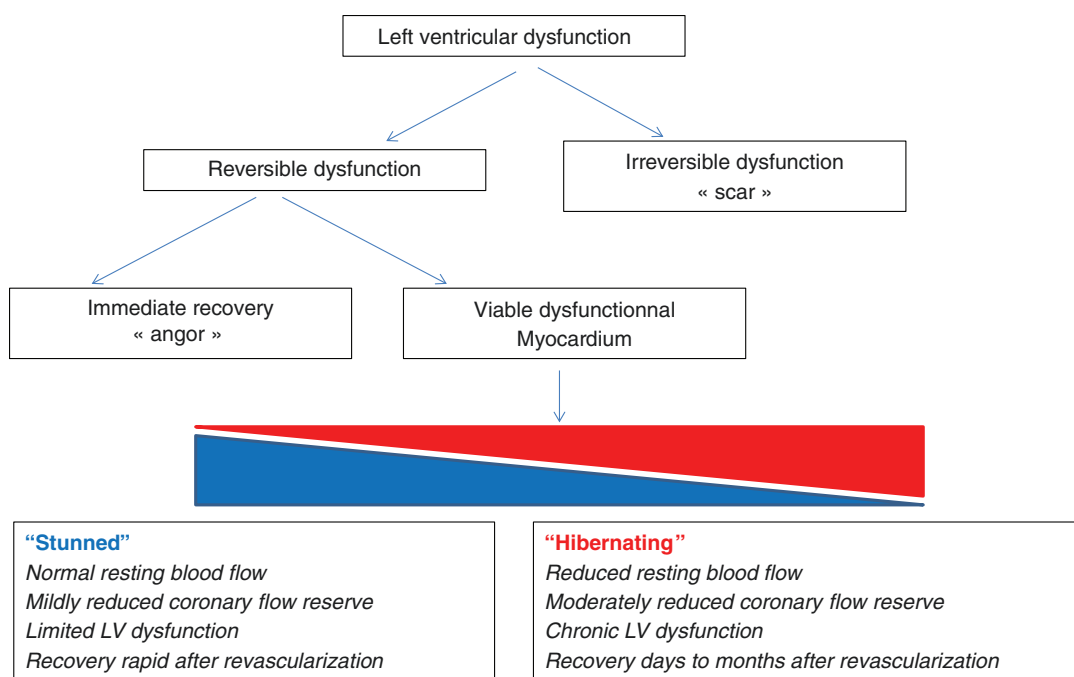 Left ventricular dysfunction
Reversible dysfunction
Irreversible dysfunction
« scar »
Immediate recovery
« angor »
Viable dysfunctionnal
Myocardium
“Stunned”
Normal resting blood flow
Mildly reduced coronary flow reserve
Limited LV dysfunction
Recovery rapid after revascularization
“Hibernating”
Reduced resting blood flow
Moderately reduced coronary flow reserve
Chronic LV dysfunction
Recovery days to months after revascularization